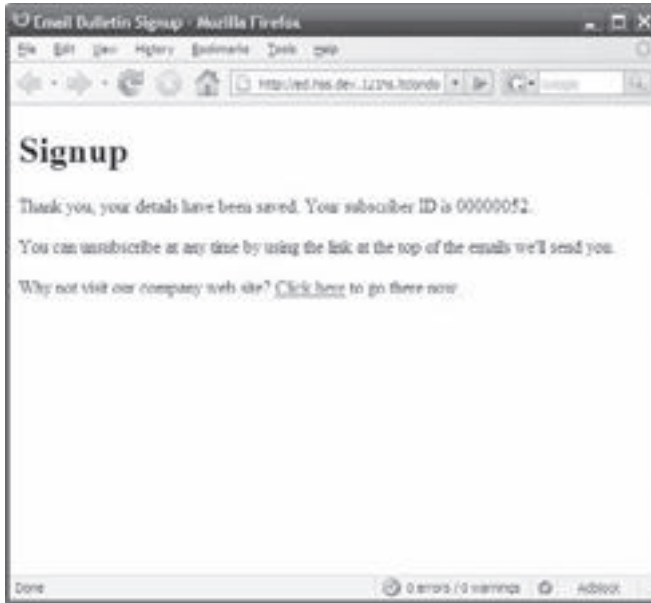 Email Bulletin Signup - Mozilla Firefox
File Edit View History Bookmarks Tools Help
Signup
Thank you, your details have been saved. Your subscriber ID is 00000052.
You can unsubscribe at any time by using the link at the top of the emails we'll send you.
Why not visit our company web site? Click here to go there now
Done 0 errors / 0 warnings Adblock